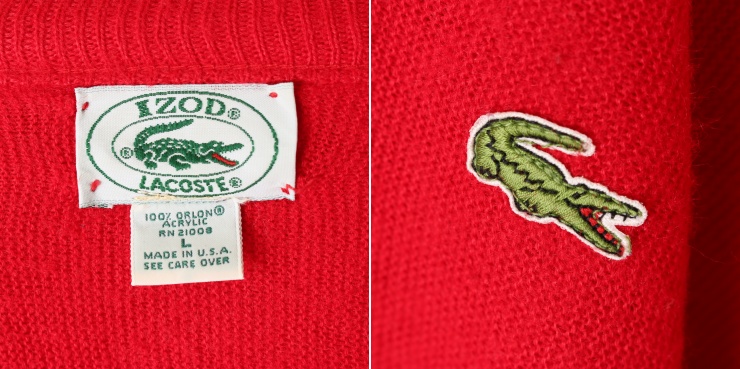 IZOD®
®
LACOSTE®
100% ORLON®
ACRYLIC
RN 21008
L
MADE IN U.S.A.
SEE CARE OVER